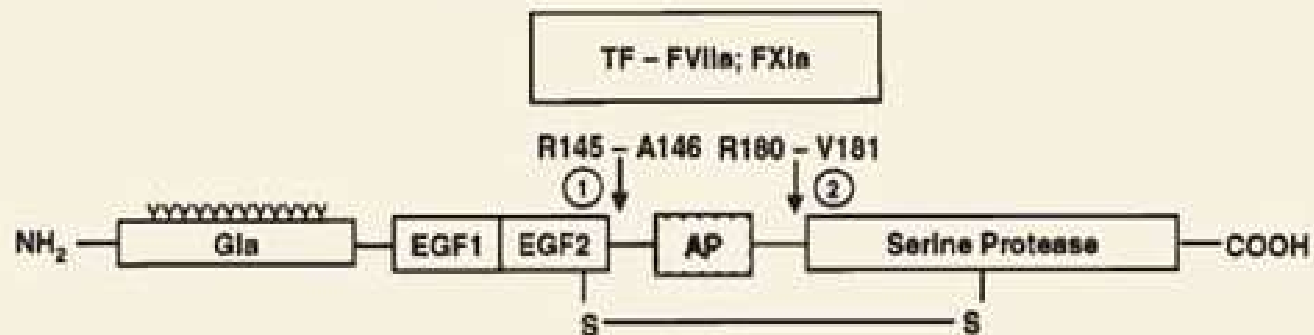 TF – FVIIa; FXIa
R145 – A146 R180 – V181
1 2
NH₂ Gla EGF1 EGF2 AP Serine Protease COOH
S S